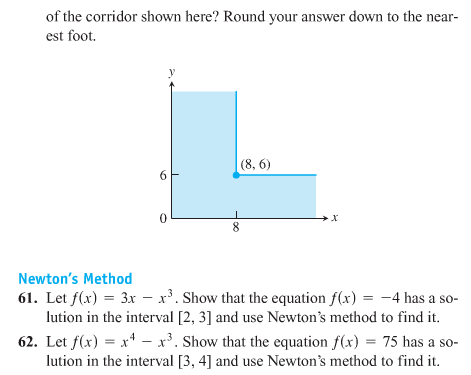 of the corridor shown here? Round your answer down to the near-
est foot.
y
(8, 6)
6
0
x
8
Newton's Method
61. Let f(x) = 3x − x³. Show that the equation f(x) = −4 has a so-
lution in the interval [2, 3] and use Newton's method to find it.
62. Let f(x) = x⁴ − x³. Show that the equation f(x) = 75 has a so-
lution in the interval [3, 4] and use Newton's method to find it.